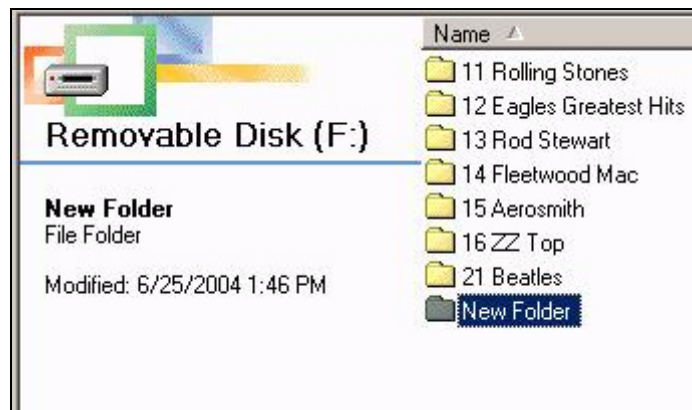 Removable Disk (F:)
New Folder
File Folder
Modified: 6/25/2004 1:46 PM
Name
11 Rolling Stones
12 Eagles Greatest Hits
13 Rod Stewart
14 Fleetwood Mac
15 Aerosmith
16 ZZ Top
21 Beatles
New Folder